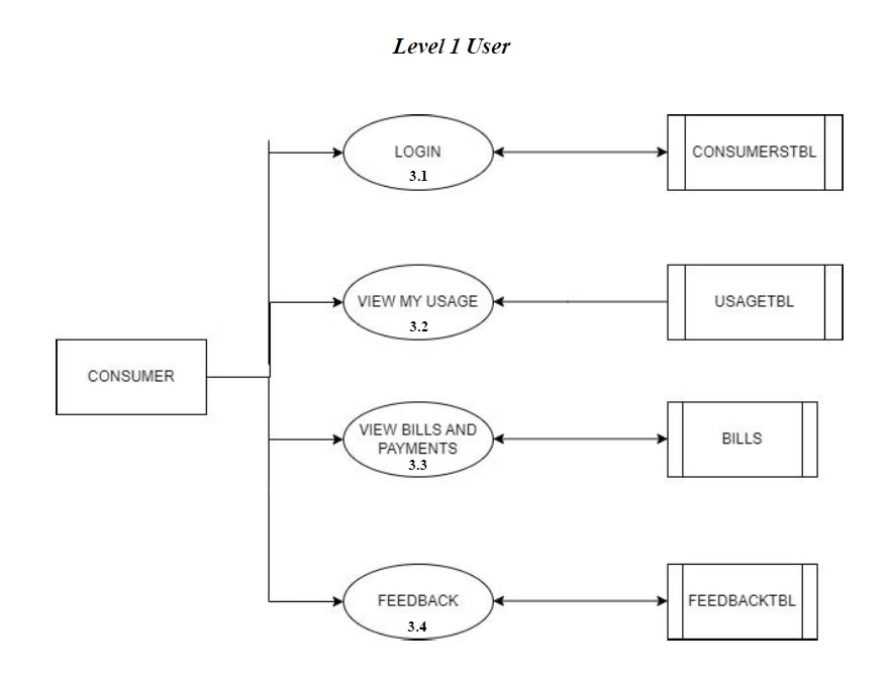 Level 1 User
LOGIN
3.1
CONSUMERSTBL
VIEW MY USAGE
3.2
USAGETBL
CONSUMER
VIEW BILLS AND
PAYMENTS
3.3
BILLS
FEEDBACK
3.4
FEEDBACKTBL